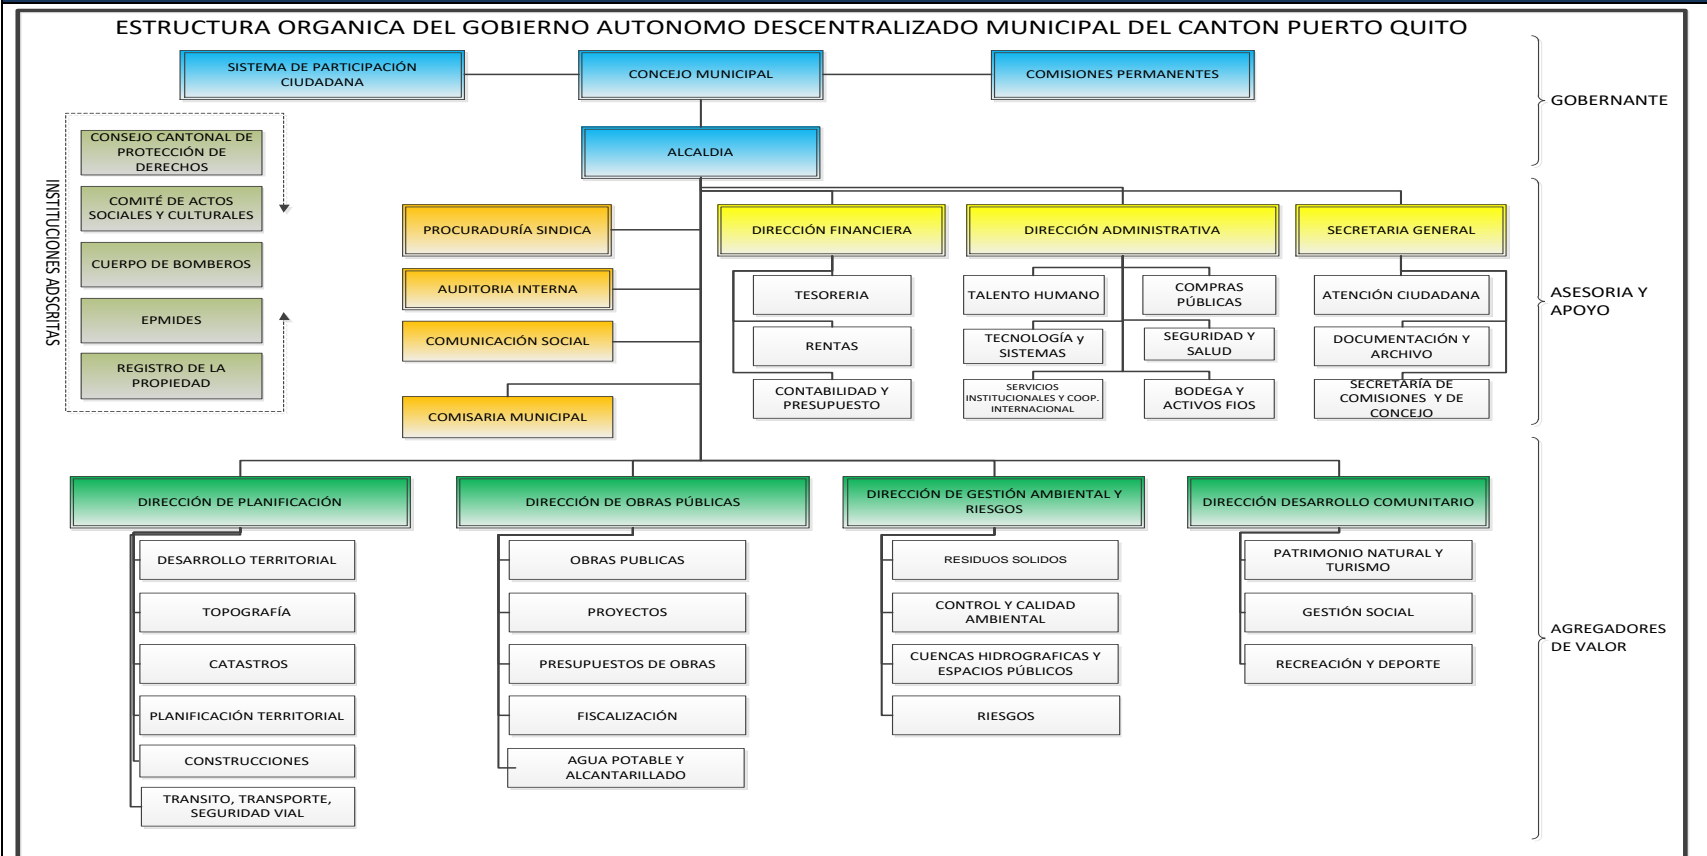 ESTRUCTURA ORGANICA DEL GOBIERNO AUTONOMO DESCENTRALIZADO MUNICIPAL DEL CANTON PUERTO QUITO
SISTEMA DE PARTICIPACIÓN
CIUDADANA
CONCEJO MUNICIPAL
COMISIONES PERMANENTES
GOBERNANTE
ALCALDIA
INSTITUCIONES ADSCRITAS
CONSEJO CANTONAL DE
PROTECCIÓN DE
DERECHOS
COMITÉ DE ACTOS
SOCIALES Y CULTURALES
CUERPO DE BOMBEROS
EPMIDES
REGISTRO DE LA
PROPIEDAD
PROCURADURÍA SINDICA
AUDITORIA INTERNA
COMUNICACIÓN SOCIAL
COMISARIA MUNICIPAL
DIRECCIÓN FINANCIERA
TESORERIA
RENTAS
CONTABILIDAD Y
PRESUPUESTO
DIRECCIÓN ADMINISTRATIVA
TALENTO HUMANO
COMPRAS
PÚBLICAS
TECNOLOGÍA y
SISTEMAS
SEGURIDAD Y
SALUD
SERVICIOS
INSTITUCIONALES Y COOP.
INTERNACIONAL
BODEGA Y
ACTIVOS FIOS
SECRETARIA GENERAL
ATENCIÓN CIUDADANA
DOCUMENTACIÓN Y
ARCHIVO
SECRETARÍA DE
COMISIONES Y DE
CONCEJO
ASESORIA Y
APOYO
DIRECCIÓN DE PLANIFICACIÓN
DESARROLLO TERRITORIAL
TOPOGRAFÍA
CATASTROS
PLANIFICACIÓN TERRITORIAL
CONSTRUCCIONES
TRANSITO, TRANSPORTE,
SEGURIDAD VIAL
DIRECCIÓN DE OBRAS PÚBLICAS
OBRAS PUBLICAS
PROYECTOS
PRESUPUESTOS DE OBRAS
FISCALIZACIÓN
AGUA POTABLE Y
ALCANTARILLADO
DIRECCIÓN DE GESTIÓN AMBIENTAL Y
RIESGOS
RESIDUOS SOLIDOS
CONTROL Y CALIDAD
AMBIENTAL
CUENCAS HIDROGRAFICAS Y
ESPACIOS PÚBLICOS
RIESGOS
DIRECCIÓN DESARROLLO COMUNITARIO
PATRIMONIO NATURAL Y
TURISMO
GESTIÓN SOCIAL
RECREACIÓN Y DEPORTE
AGREGADORES
DE VALOR